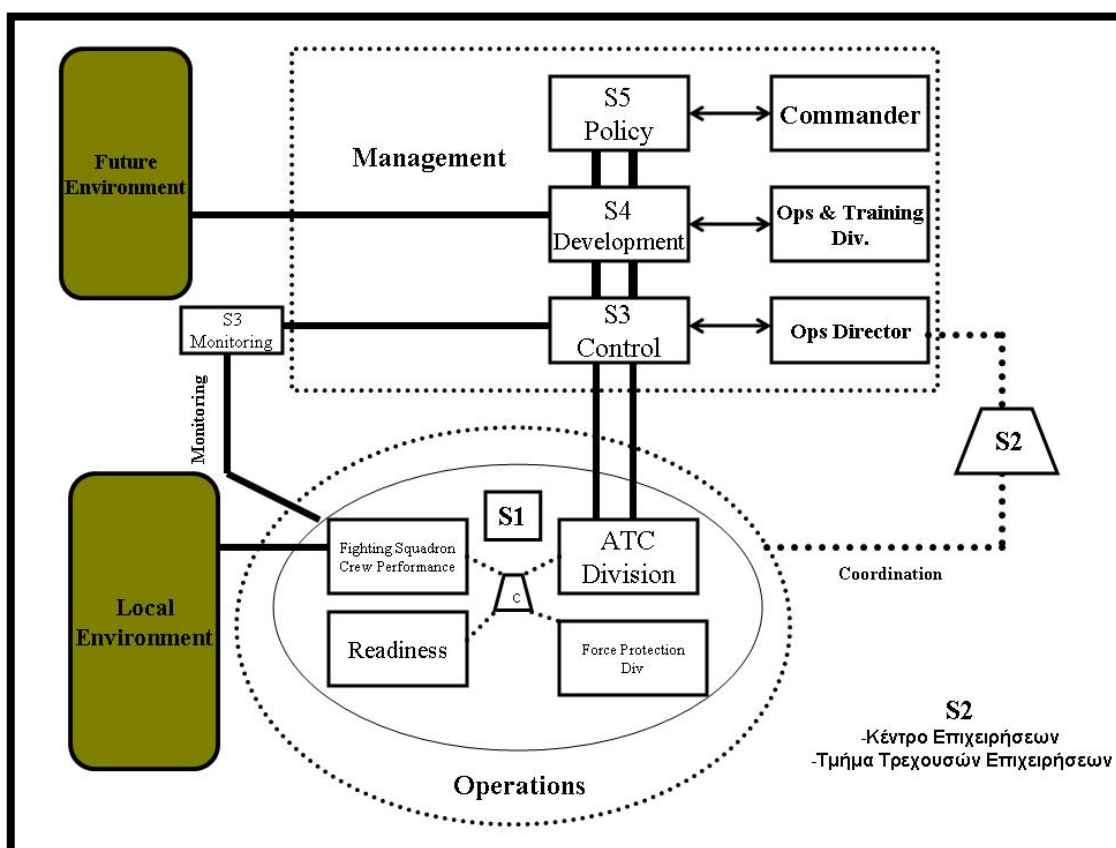 S5
Policy
Commander
Management
Future
Environment
S4
Development
Ops & Training
Div.
S3
Monitoring
S3
Control
Ops Director
Monitoring
S2
S1
Fighting Squadron
Crew Performance
ATC
Division
Coordination
C
Local
Environment
Readiness
Force Protection
Div
Operations
S2
-Κέντρο Επιχειρήσεων
-Τμήμα Τρεχουσών Επιχειρήσεων